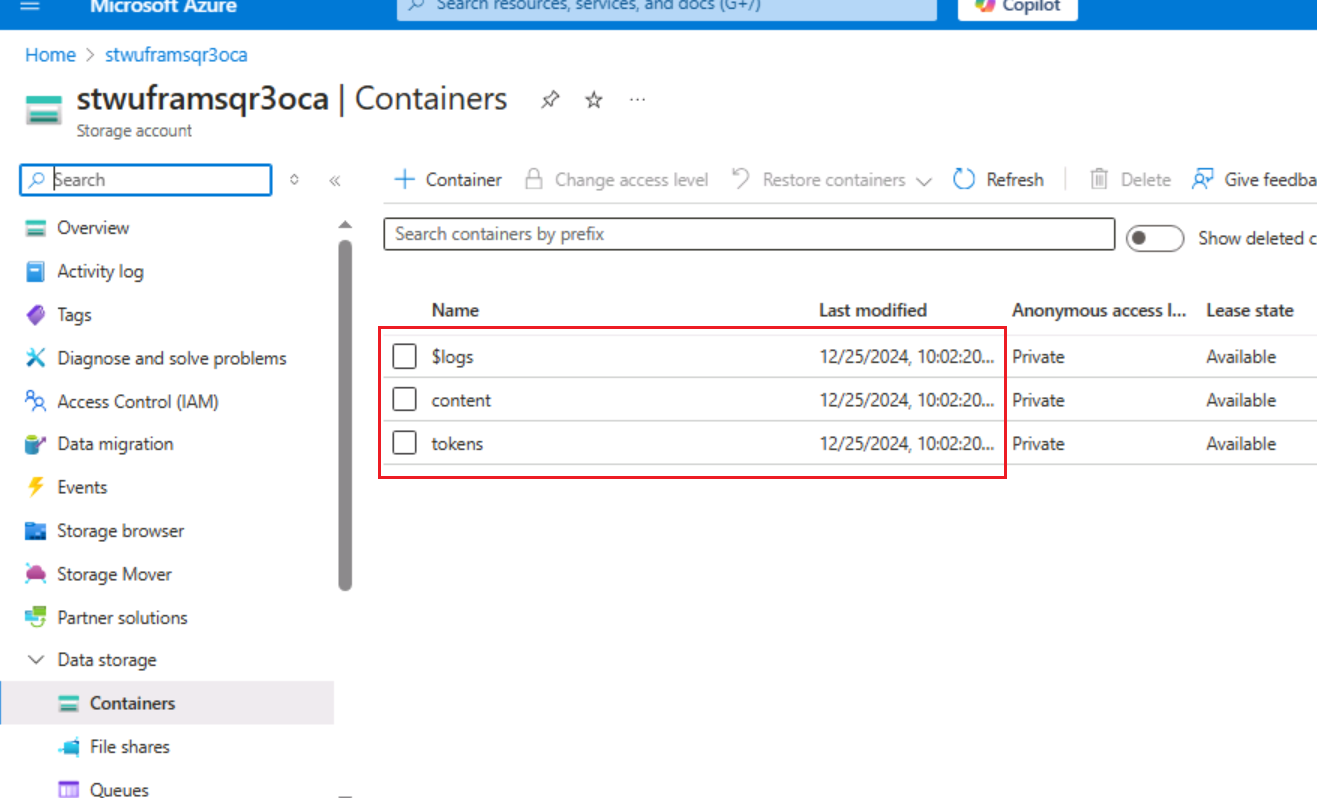 Microsoft Azure
Search resources, services, and docs (G+/)
Copilot
Home > stwuframsqr3oca
stwuframsqr3oca | Containers
Storage account
Search
Overview
Activity log
Tags
Diagnose and solve problems
Access Control (IAM)
Data migration
Events
Storage browser
Storage Mover
Partner solutions
Data storage
Containers
File shares
Queues
Container Change access level Restore containers Refresh Delete Give feedba
Search containers by prefix
Show deleted c
Name Last modified Anonymous access l... Lease state
$logs 12/25/2024, 10:02:20... Private Available
content 12/25/2024, 10:02:20... Private Available
tokens 12/25/2024, 10:02:20... Private Available